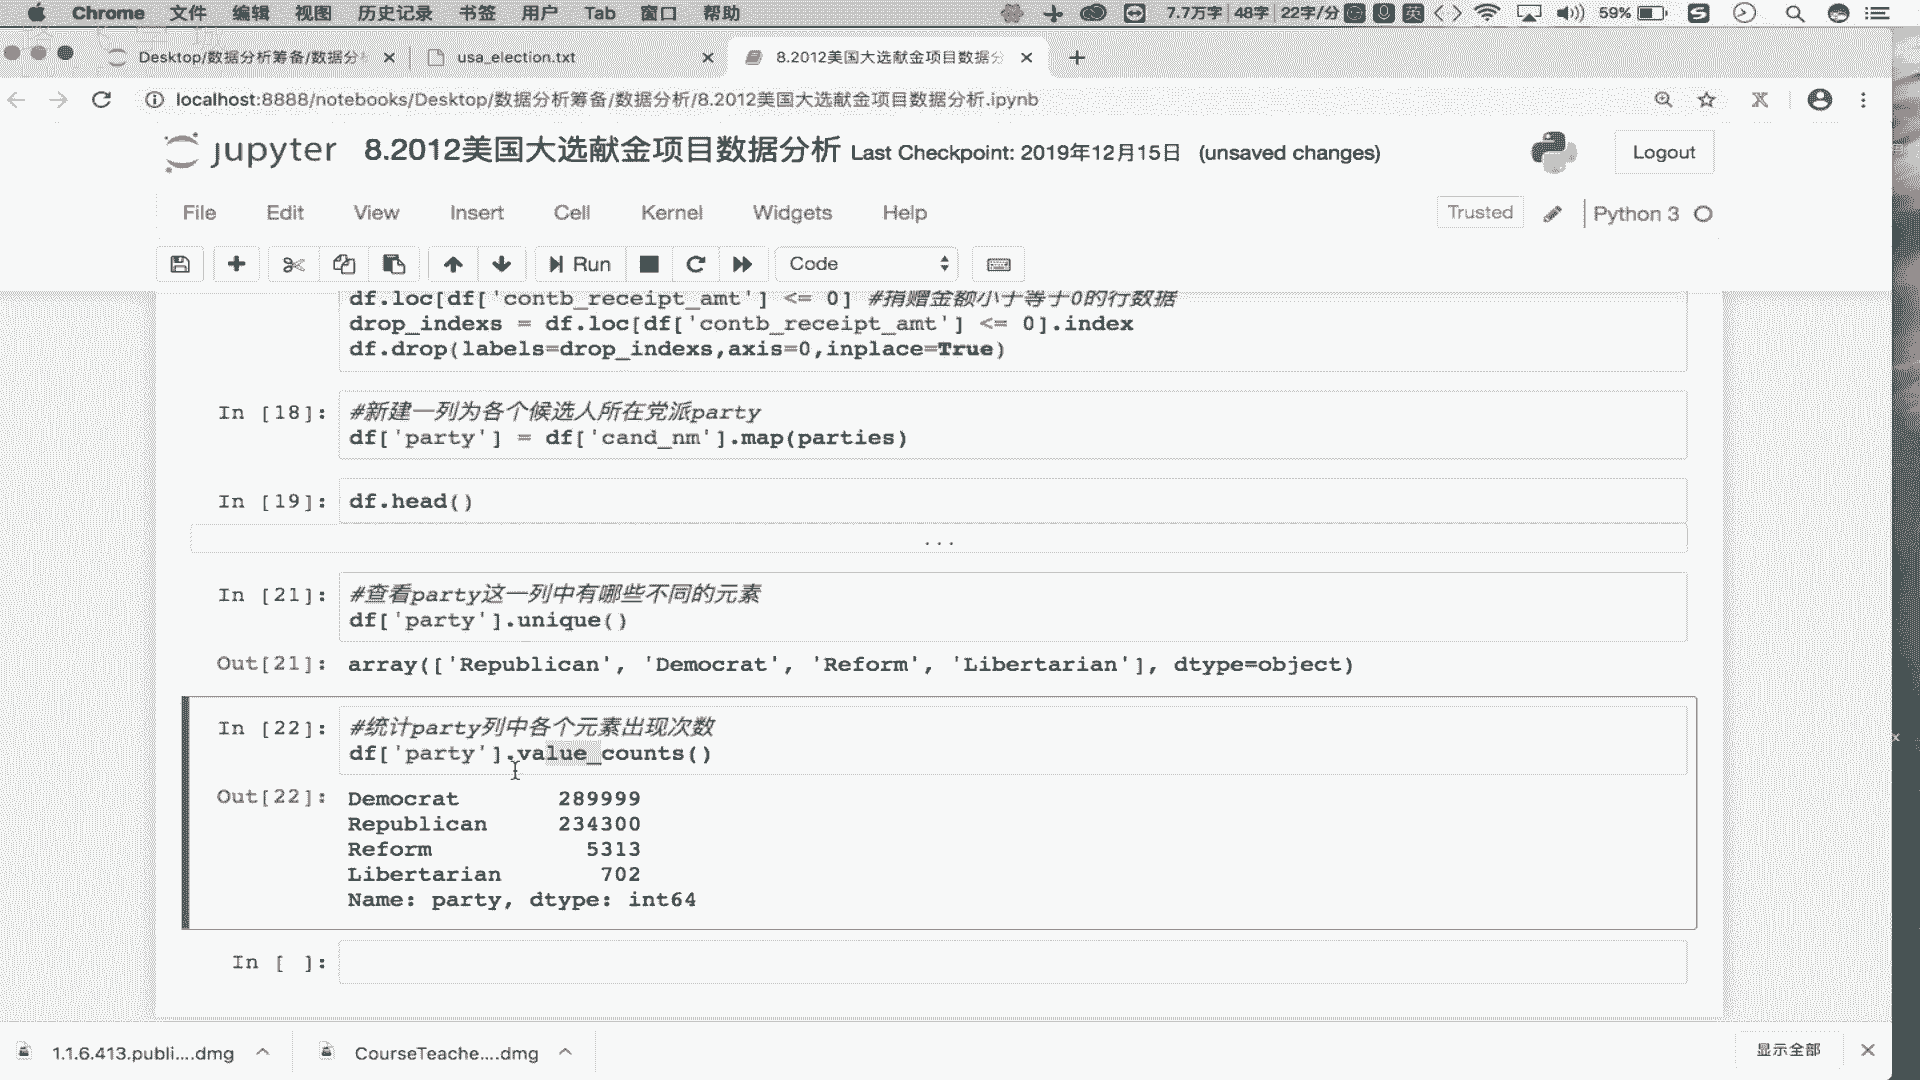 Chrome 文件 编辑 视图 历史记录 书签 用户 Tab 窗口 帮助 7.7万字 48字 22字/分 英 59%
Desktop/数据分析筹备/数据分 usa_election.txt 8.2012美国大选献金项目数据分
localhost:8888/notebooks/Desktop/数据分析筹备/数据分析/8.2012美国大选献金项目数据分析.ipynb
jupyter 8.2012美国大选献金项目数据分析 Last Checkpoint: 2019年12月15日 (unsaved changes) Logout
File Edit View Insert Cell Kernel Widgets Help Trusted Python 3
Run Code
df.loc[df['contb_receipt_amt'] <= 0] #捐赠金额小于等于0的行数据
drop_indexs = df.loc[df['contb_receipt_amt'] <= 0].index
df.drop(labels=drop_indexs,axis=0,inplace=True)
In [18]: #新建一列为各个候选人所在党派party
df['party'] = df['cand_nm'].map(parties)
In [19]: df.head()
...
In [21]: #查看party这一列中有哪些不同的元素
df['party'].unique()
Out[21]: array(['Republican', 'Democrat', 'Reform', 'Libertarian'], dtype=object)
In [22]: #统计party列中各个元素出现次数
df['party'].value_counts()
Out[22]: Democrat 289999
Republican 234300
Reform 5313
Libertarian 702
Name: party, dtype: int64
In [ ]:
1.1.6.413.publi....dmg CourseTeache....dmg 显示全部